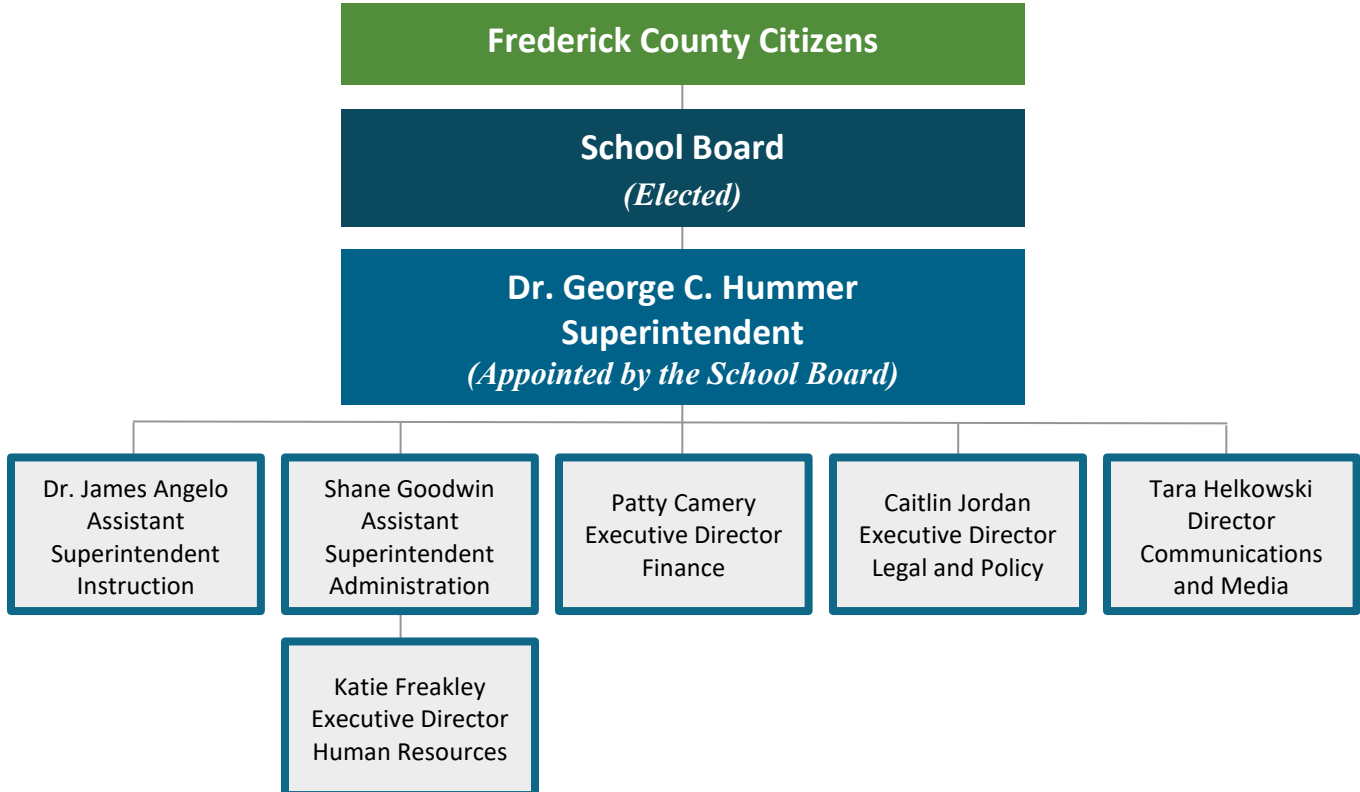 Frederick County Citizens
School Board
(Elected)
Dr. George C. Hummer
Superintendent
(Appointed by the School Board)
Dr. James Angelo
Assistant
Superintendent
Instruction
Shane Goodwin
Assistant
Superintendent
Administration
Patty Camery
Executive Director
Finance
Caitlin Jordan
Executive Director
Legal and Policy
Tara Helkowski
Director
Communications
and Media
Katie Freakley
Executive Director
Human Resources